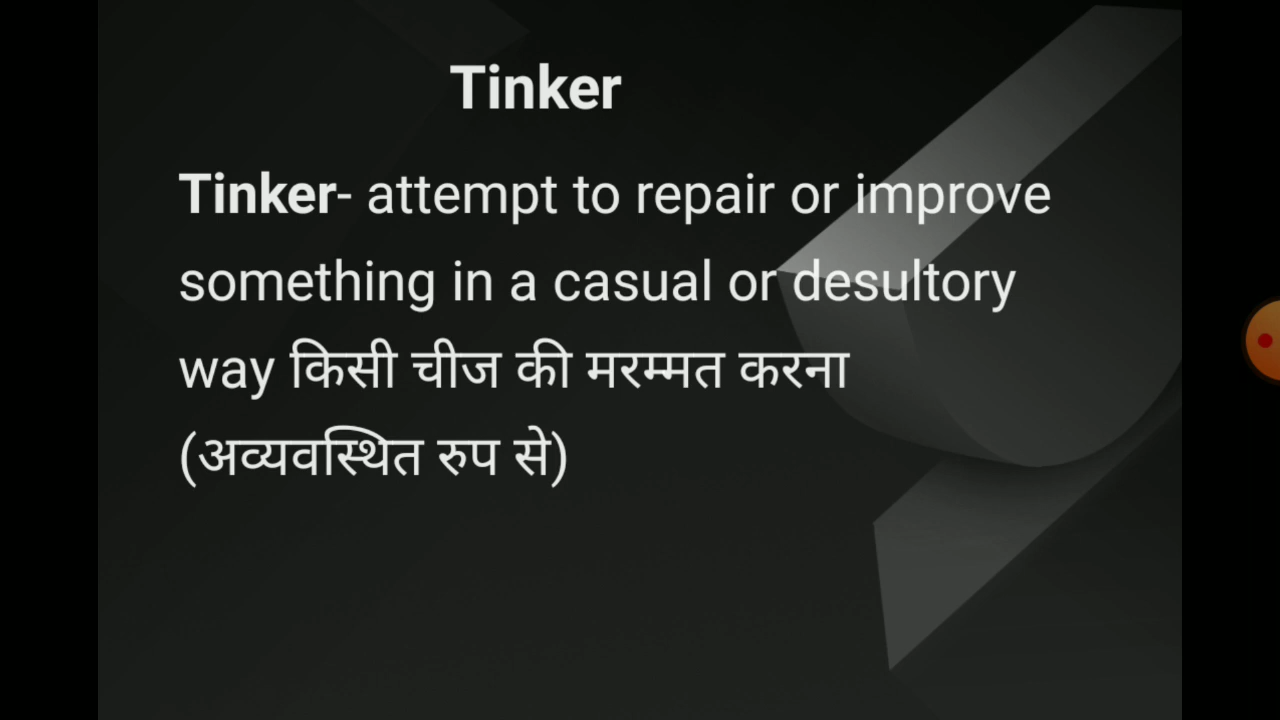 Tinker
Tinker- attempt to repair or improve
something in a casual or desultory
way किसी चीज की मरम्मत करना
(अव्यवस्थित रुप से)